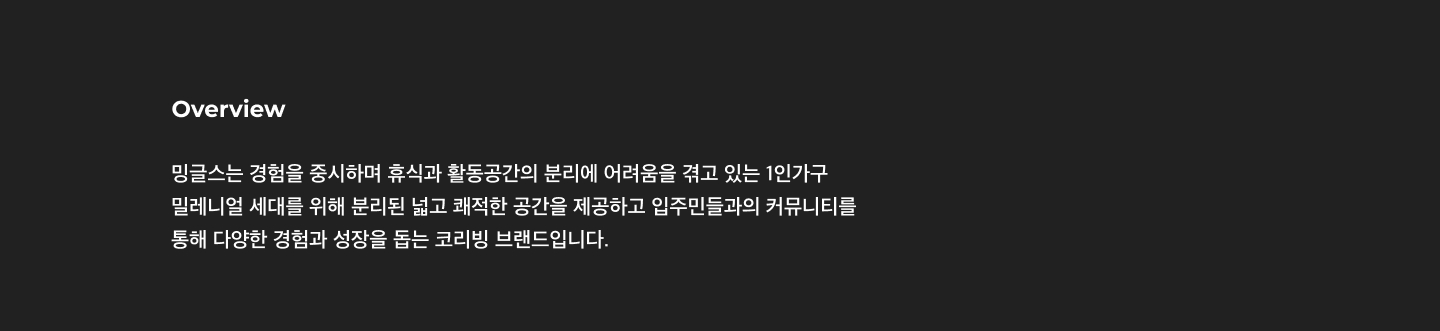 Overview
밍글스는 경험을 중시하며 휴식과 활동공간의 분리에 어려움을 겪고 있는 1인가구
밀레니얼 세대를 위해 분리된 넓고 쾌적한 공간을 제공하고 입주민들과의 커뮤니티를
통해 다양한 경험과 성장을 돕는 코리빙 브랜드입니다.